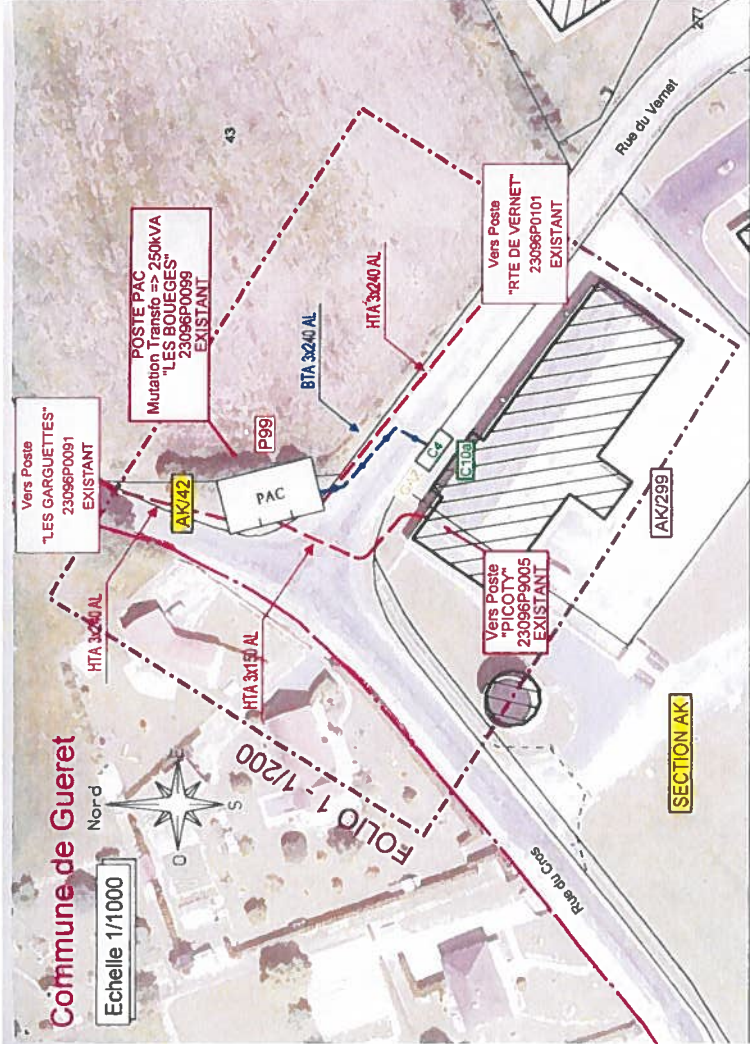 Commune de Gueret
Echelle 1/1000
Nord
E
S
O
Vers Poste
"LES GARGUETTES"
23096P0091
EXISTANT
POSTE PAC
Mutation Transfo => 250kVA
"LES BOUEGES"
23096P0099
EXISTANT
43
277
AK/42
P99
PAC
HTA 3x240 AL
HTA 3x150 AL
BTA 3x240 AL
HTA 3x240 AL
Vers Poste
"RTE DE VERNET"
23096P0101
EXISTANT
Rue du Vernet
C4
C10a
Vers Poste
"PICOTY"
23096P9005
EXISTANT
AK/299
FOLIO 1 - 1/200
Rue du Cros
SECTION AK